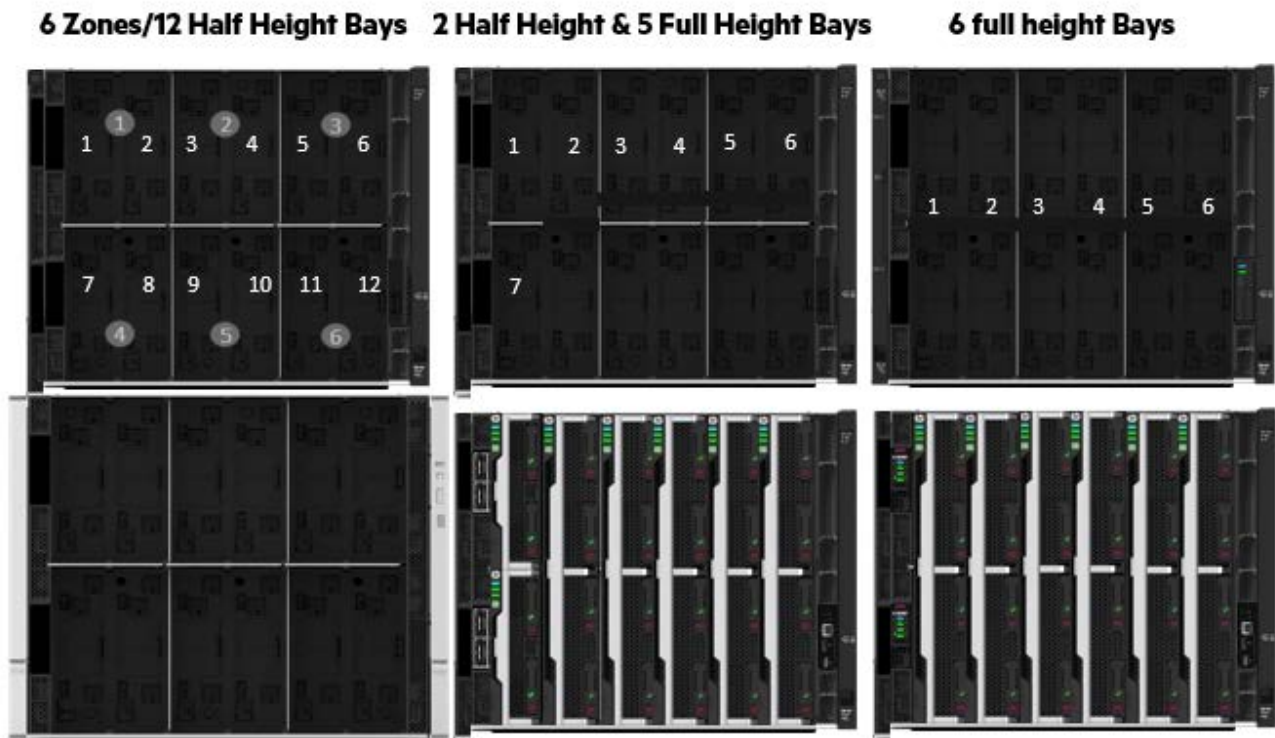 6 Zones/12 Half Height Bays
2 Half Height & 5 Full Height Bays
6 full height Bays
1 2 3
1 2 3 4 5 6
7 8 9 10 11 12
4 5 6
1 2 3 4 5 6
7
1 2 3 4 5 6